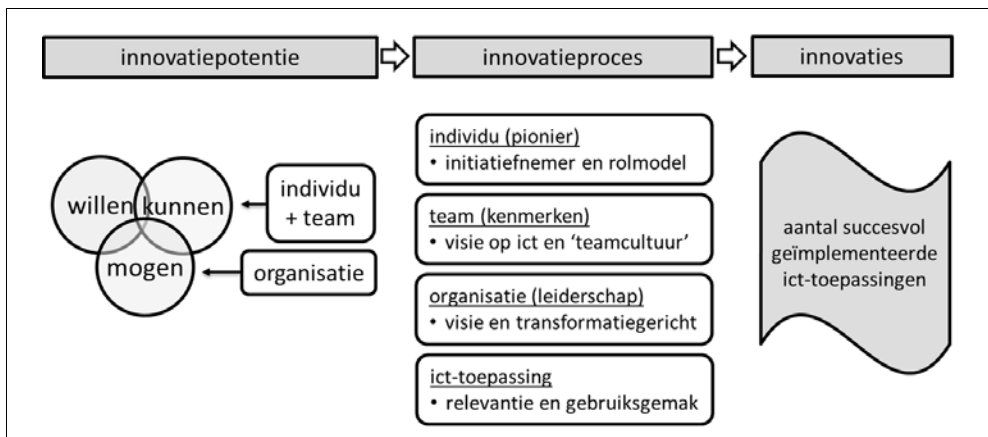 innovatiepotentie
innovatieproces
innovaties
willen
kunnen
mogen
individu
+ team
organisatie
individu (pionier)
• initiatiefnemer en rolmodel
team (kenmerken)
• visie op ict en ‘teamcultuur’
organisatie (leiderschap)
• visie en transformatiegericht
ict-toepassing
• relevantie en gebruiksgemak
aantal succesvol
geïmplementeerde
ict-toepassingen